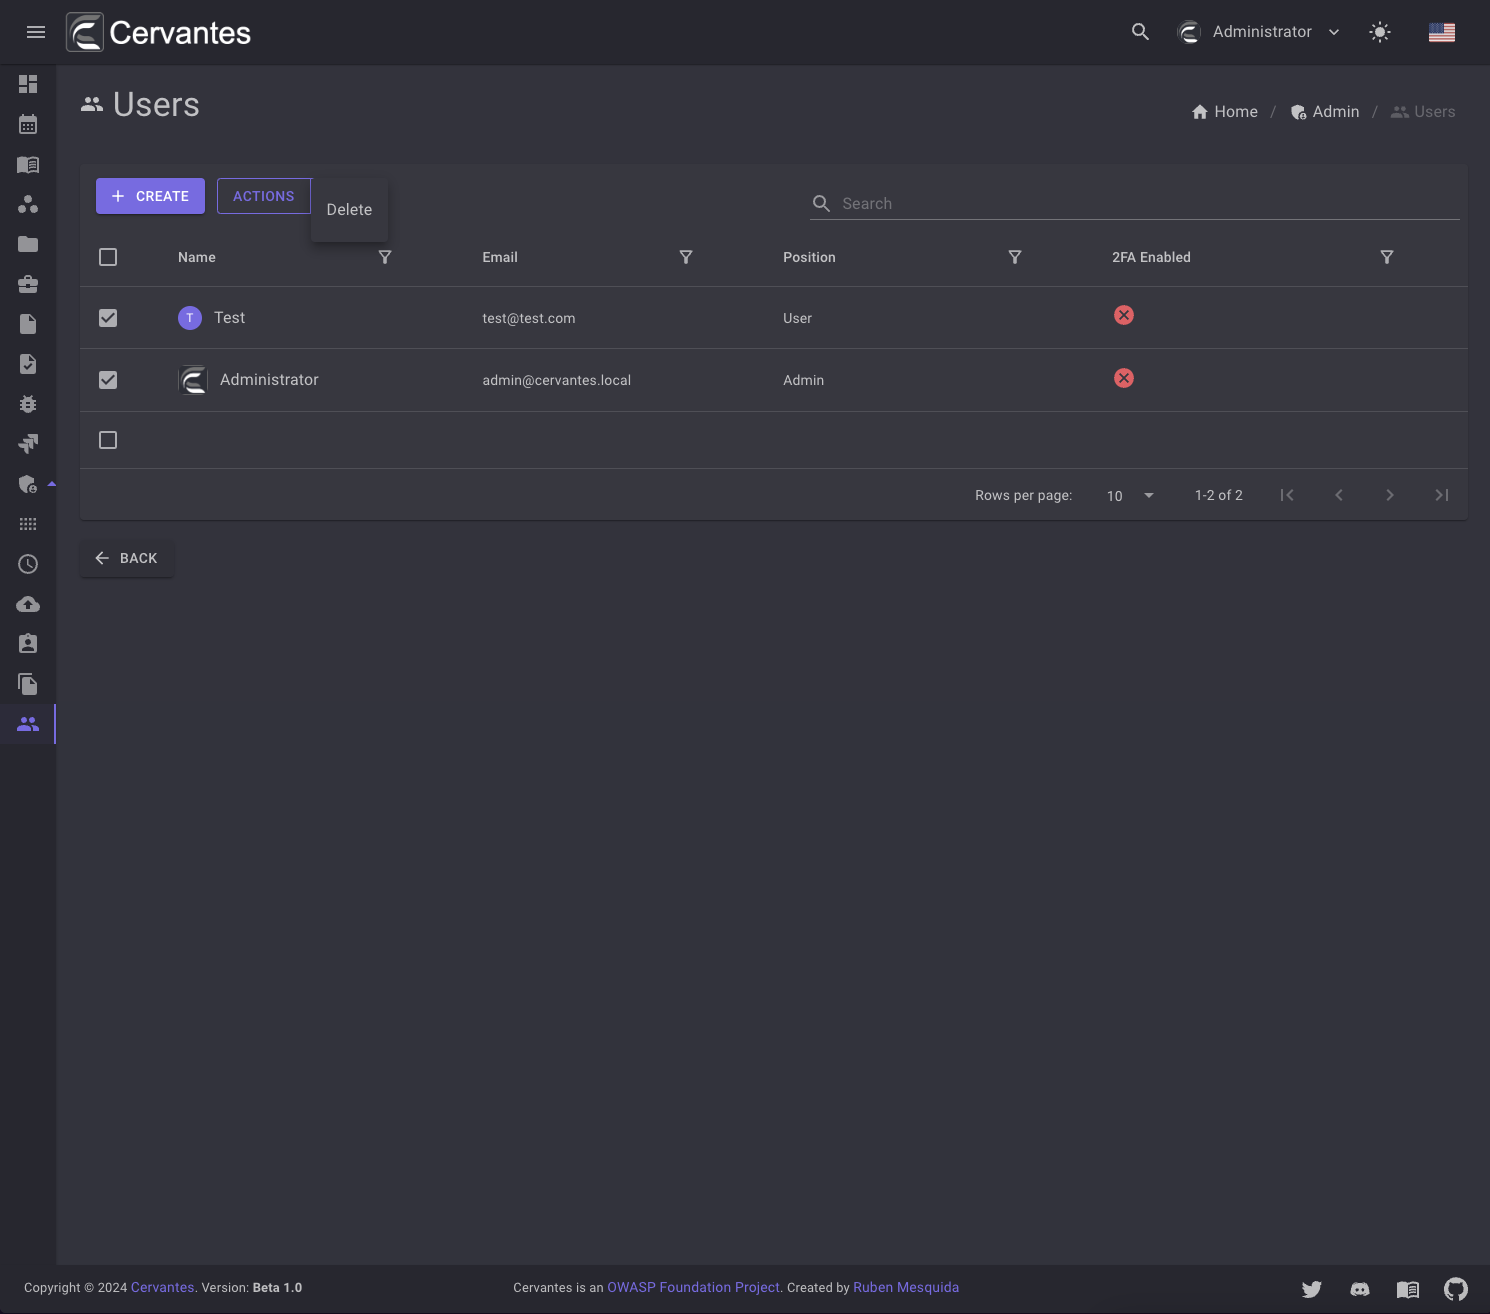 Cervantes
Administrator
Users
Home / Admin / Users
CREATE
ACTIONS
Delete
Search
Name Email Position 2FA Enabled
T Test test@test.com User
Administrator admin@cervantes.local Admin
Rows per page: 10 1-2 of 2
BACK
Copyright © 2024 Cervantes. Version: Beta 1.0
Cervantes is an OWASP Foundation Project. Created by Ruben Mesquida